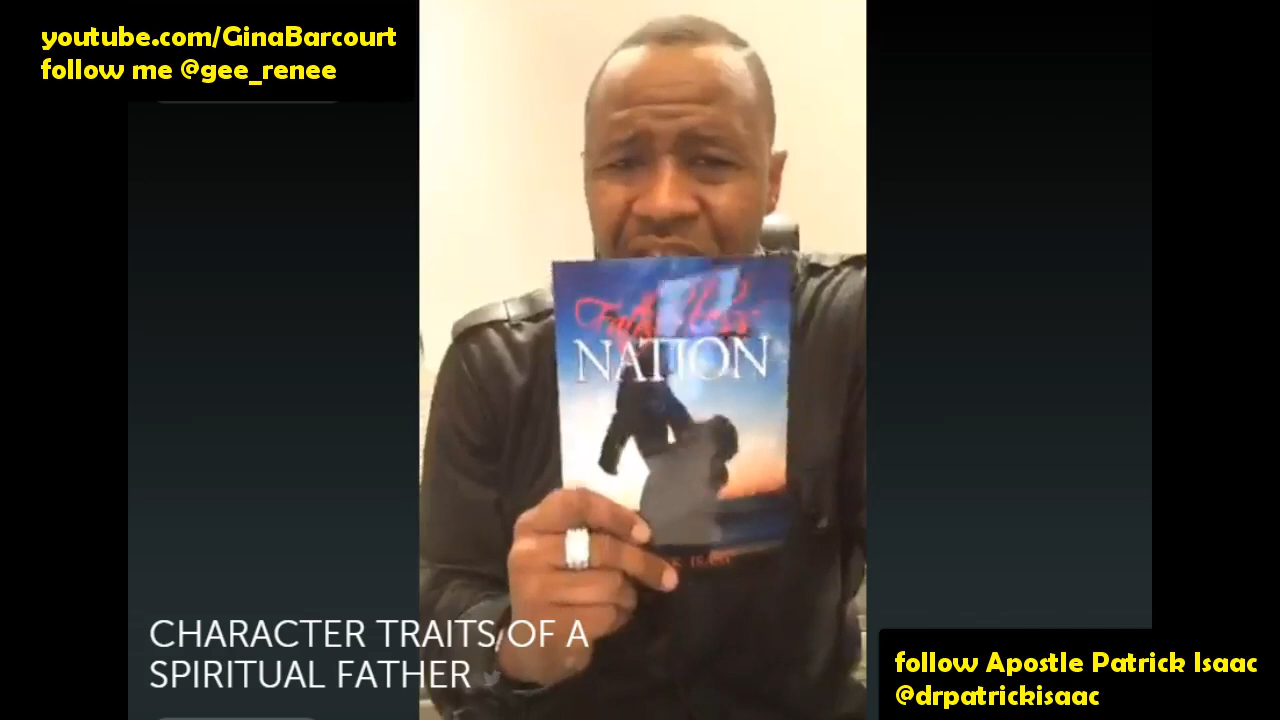 youtube.com/GinaBarcourt
follow me @gee_renee
NATION
CHARACTER TRAITS OF A
SPIRITUAL FATHER
follow Apostle Patrick Isaac
@drpatrickisaac